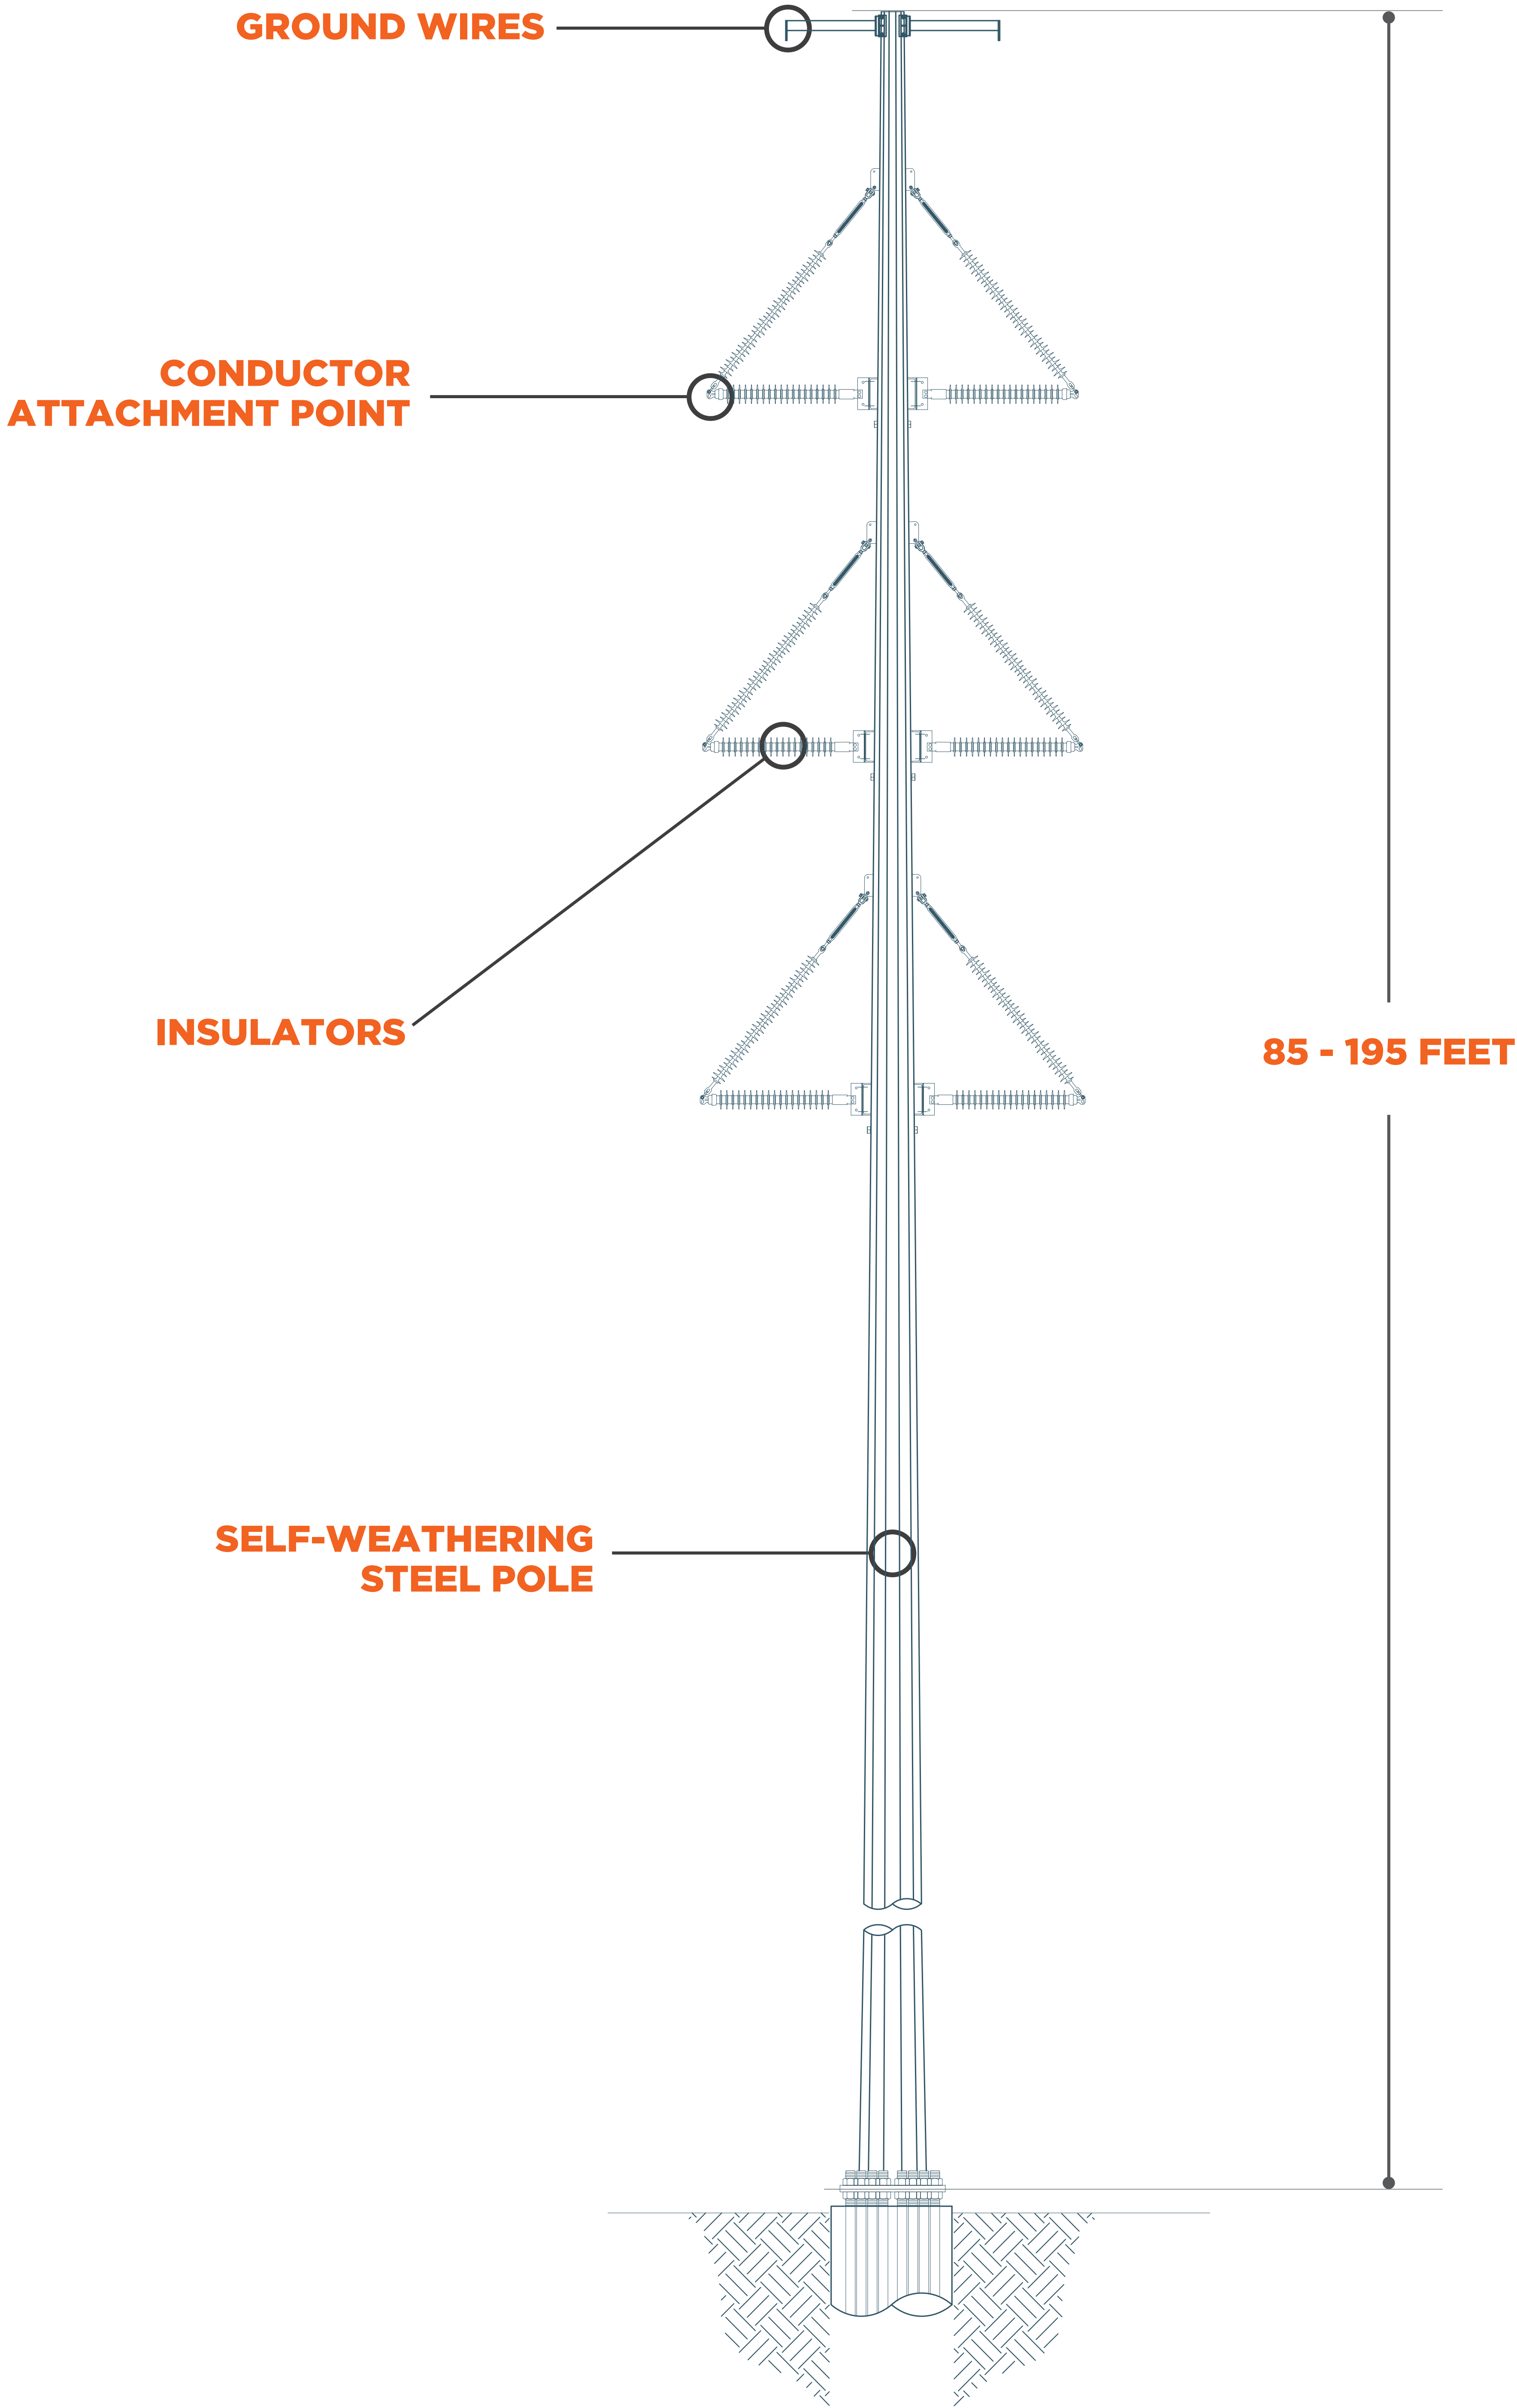 GROUND WIRES
CONDUCTOR
ATTACHMENT POINT
INSULATORS
85 - 195 FEET
SELF-WEATHERING
STEEL POLE